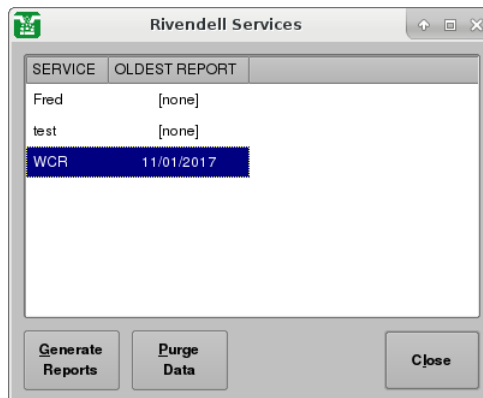 Rivendell Services
SERVICE OLDEST REPORT
Fred [none]
test [none]
WCR 11/01/2017
Generate Reports
Purge Data
Close